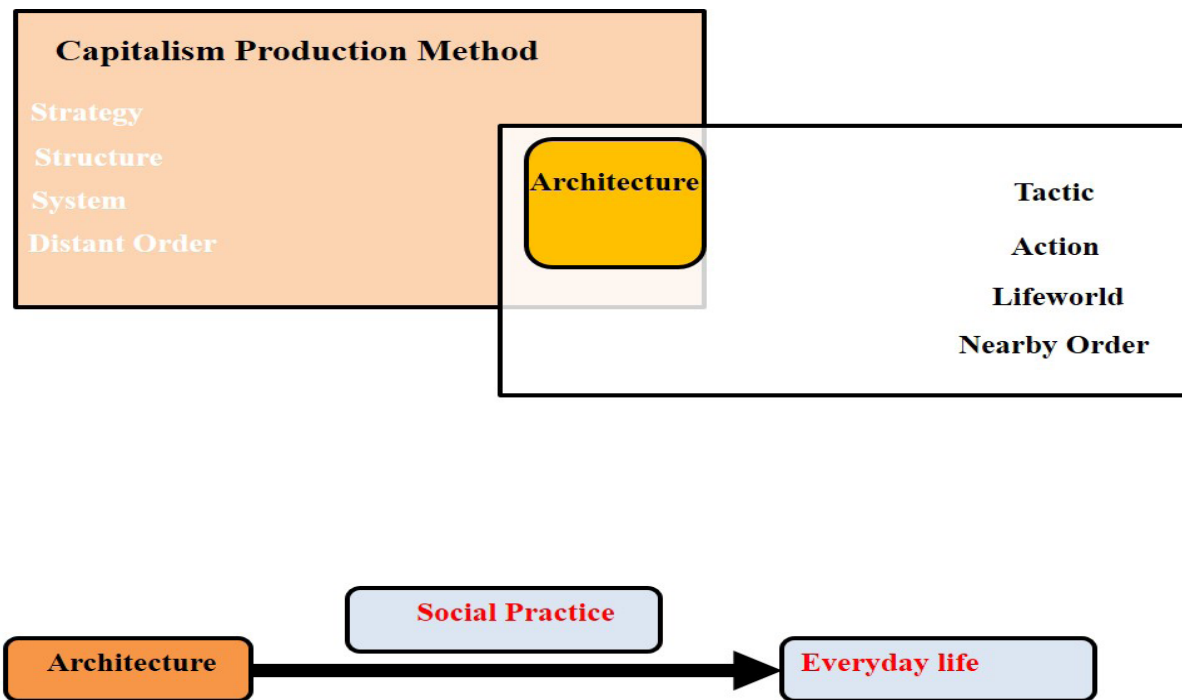 Capitalism Production Method
Strategy
Structure
System
Distant Order
Architecture
Tactic
Action
Lifeworld
Nearby Order
Social Practice
Architecture
Everyday life